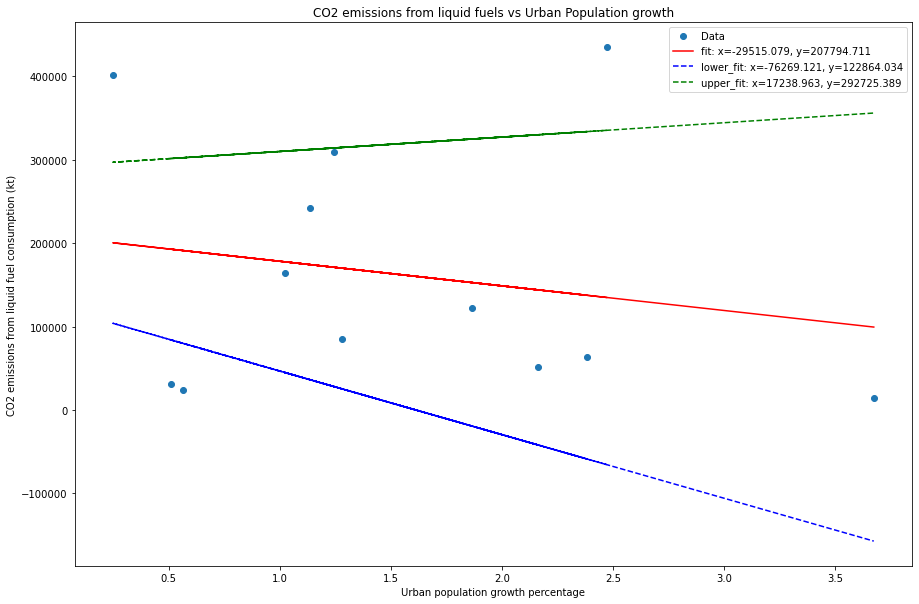 CO2 emissions from liquid fuels vs Urban Population growth
Data
fit: x=-29515.079, y=207794.711
lower_fit: x=-76269.121, y=122864.034
upper_fit: x=17238.963, y=292725.389
CO2 emissions from liquid fuel consumption (kt)
400000
300000
200000
100000
0
−100000
0.5 1.0 1.5 2.0 2.5 3.0 3.5
Urban population growth percentage